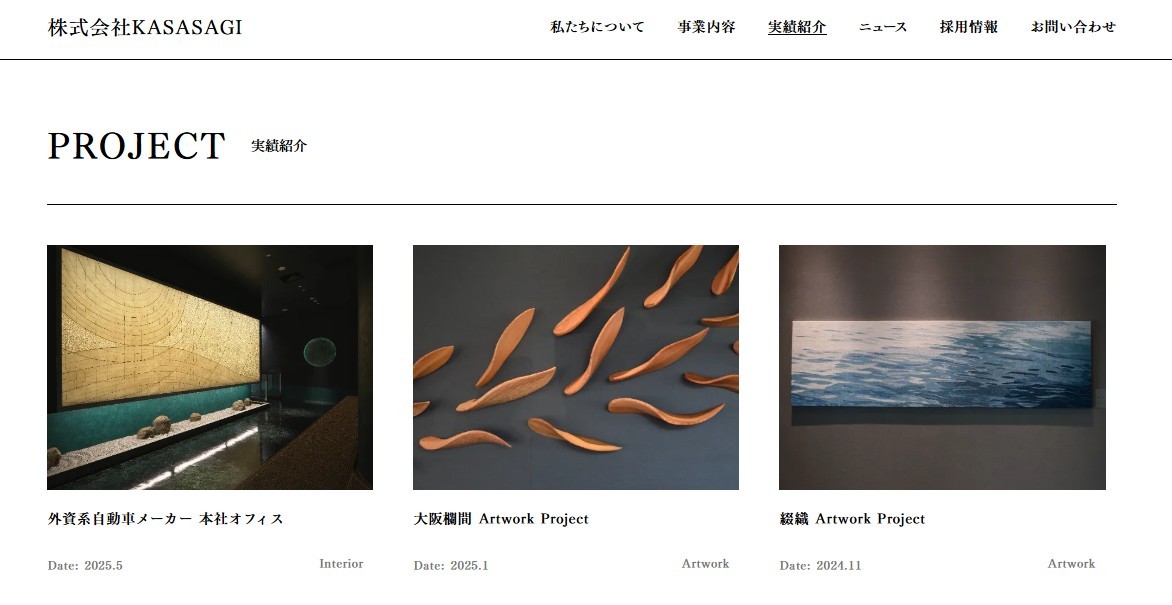 株式会社KASASAGI
私たちについて 事業内容 実績紹介 ニュース 採用情報 お問い合わせ
PROJECT 実績紹介
外資系自動車メーカー 本社オフィス
Date: 2025.5 Interior
大阪欄間 Artwork Project
Date: 2025.1 Artwork
綴織 Artwork Project
Date: 2024.11 Artwork